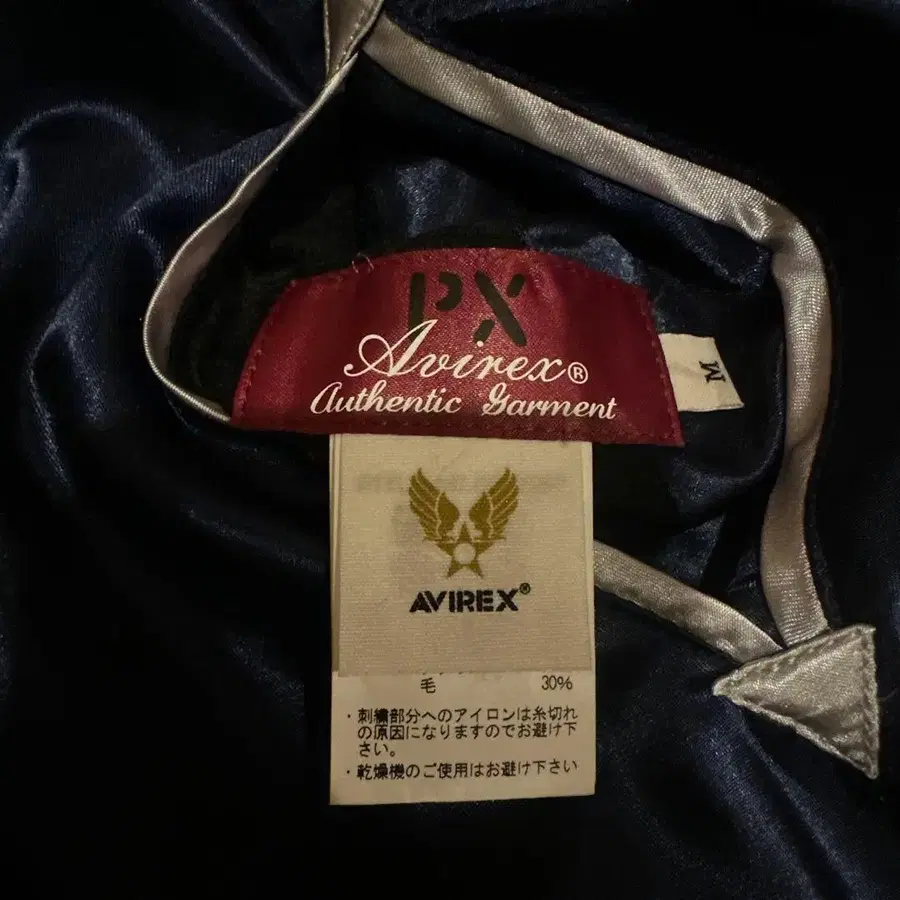 PX
Avirex®
Authentic Garment
M
AVIREX®
毛 30%
・刺繍部分へのアイロンは糸切れ
の原因になりますのでお避け下
さい。
・乾燥機のご使用はお避け下さい